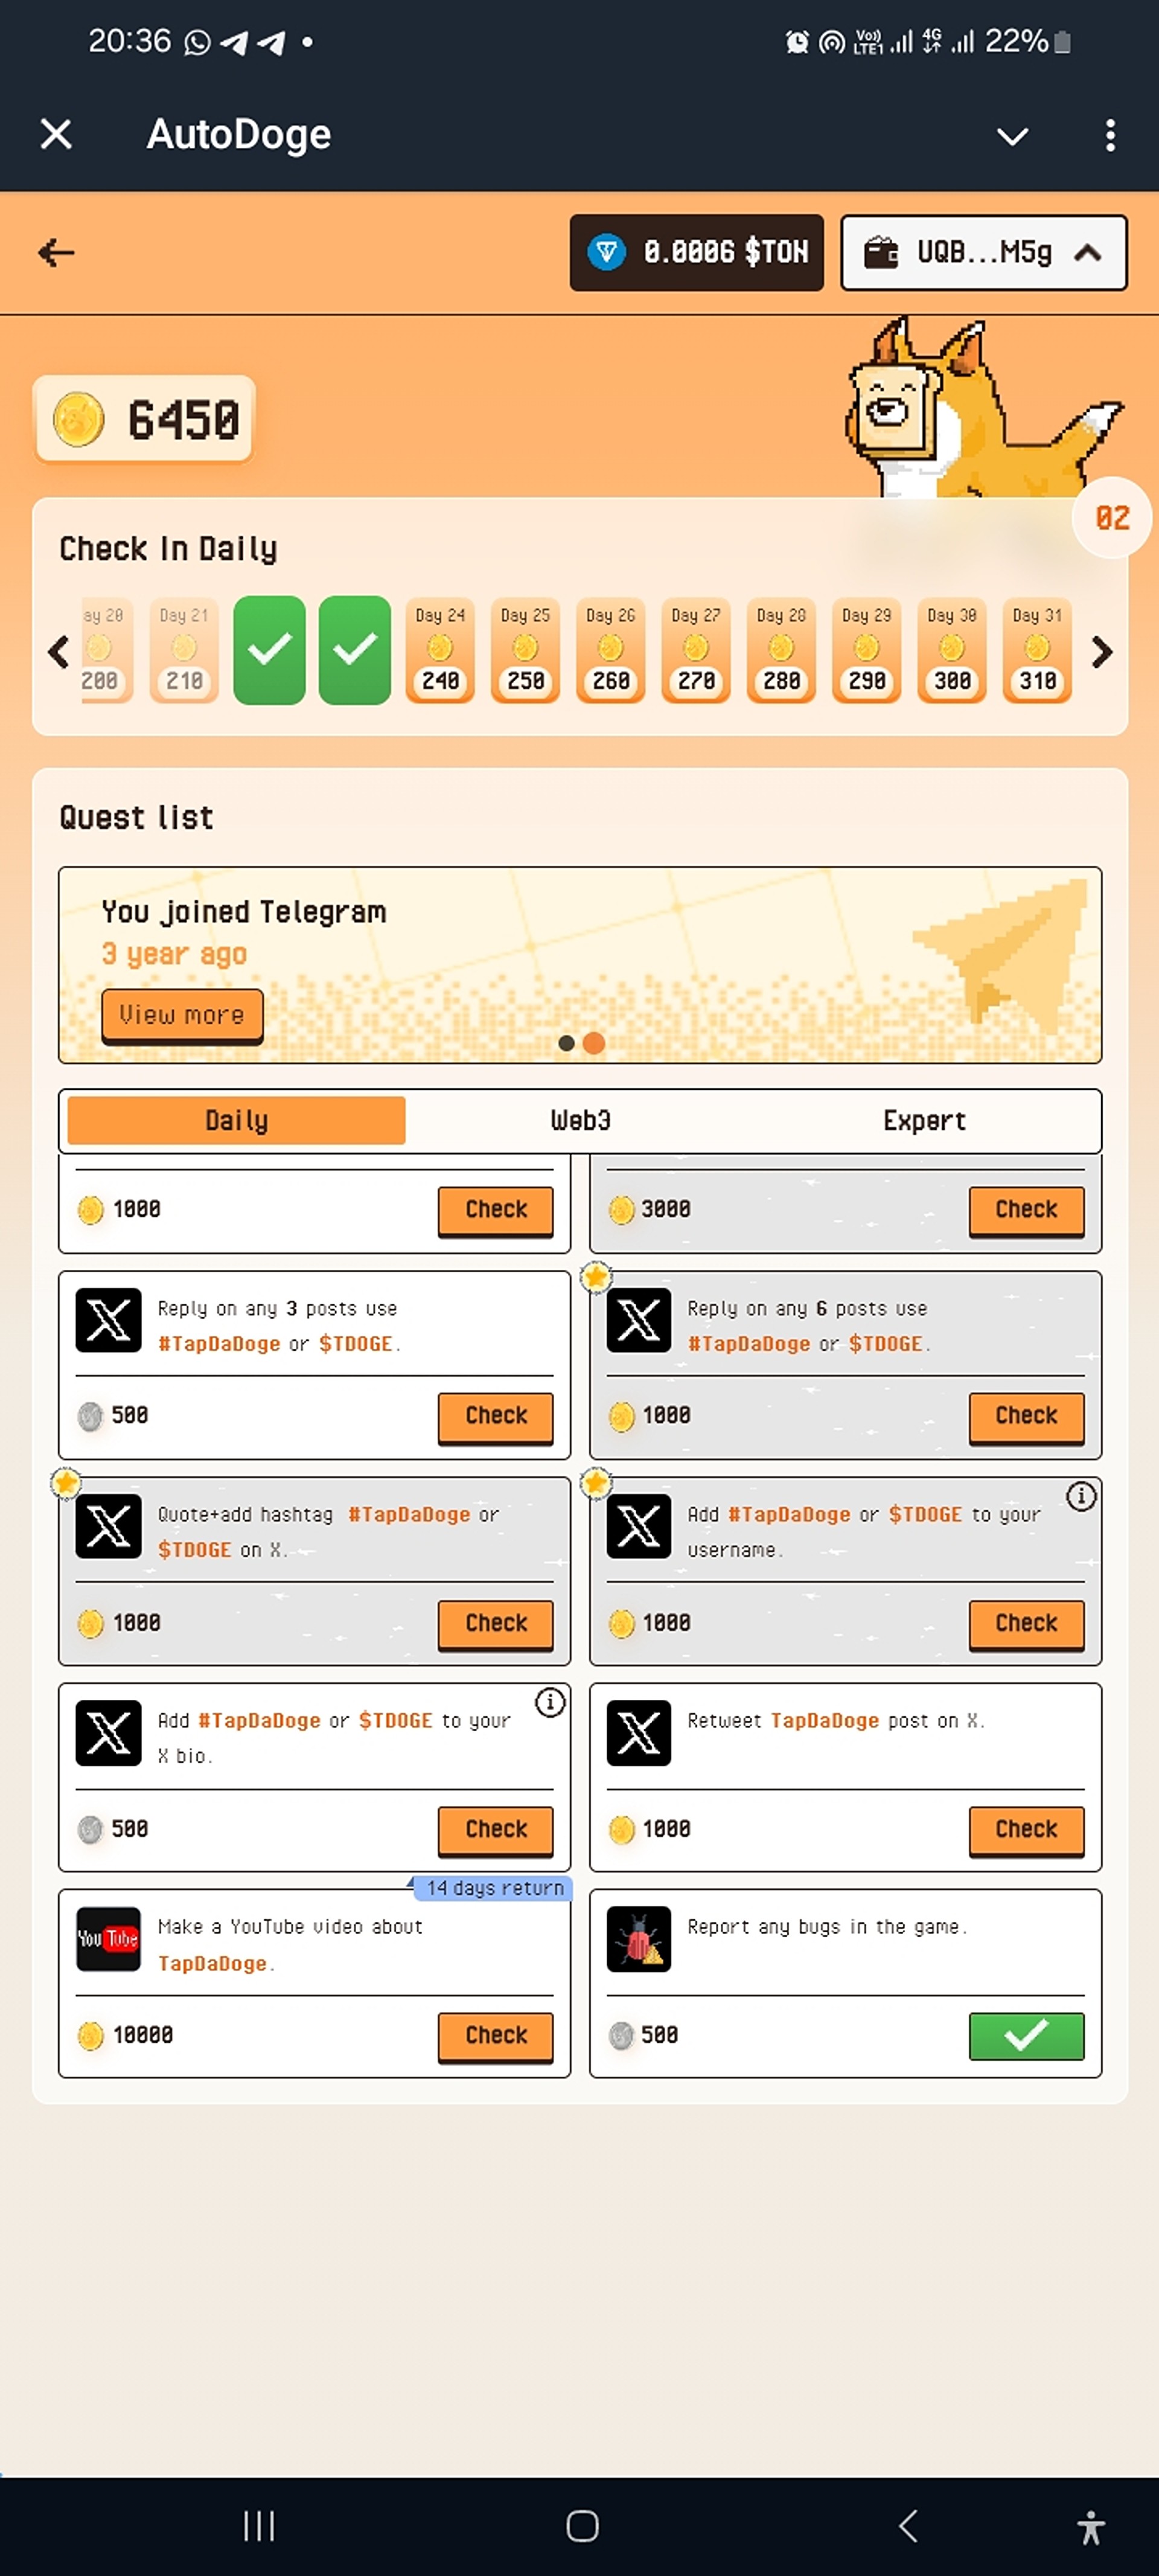 20:36
Vo)) LTE1 4G 22%
AutoDoge
0.0006 $TON UQB...M5g
6450
02
Check In Daily
ay 20 Day 21 Day 24 Day 25 Day 26 Day 27 Day 28 Day 29 Day 30 Day 31
200 210 240 250 260 270 280 290 300 310
Quest list
You joined Telegram
3 year ago
View more
Daily Web3 Expert
1000 Check 3000 Check
Reply on any 3 posts use
#TapDaDoge or $TDOGE.
500 Check
Reply on any 6 posts use
#TapDaDoge or $TDOGE.
1000 Check
Quote+add hashtag #TapDaDoge or
$TDOGE on X.
1000 Check
Add #TapDaDoge or $TDOGE to your
username.
1000 Check
Add #TapDaDoge or $TDOGE to your
X bio.
500 Check
Retweet TapDaDoge post on X.
1000 Check
14 days return
You Tube
Make a YouTube video about
TapDaDoge.
10000 Check
Report any bugs in the game.
500